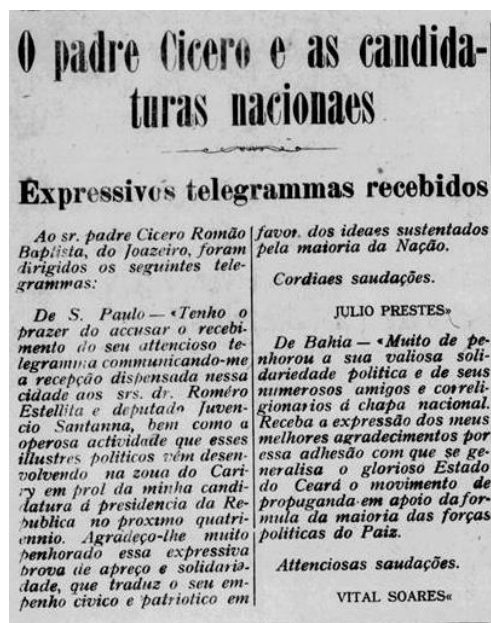 O padre Cicero e as candida-
turas nacionaes
Expressivos telegrammas recebidos
Ao sr. padre Cicero Romão
Baptista, do Joazeiro, foram
dirigidos os seguintes tele-
grammas:
De S. Paulo — «Tenho o
prazer do accusar o recebi-
mento do seu attencioso te-
legramma communicando-me
a recepção dispensada nessa
cidade aos srs. dr. Roméro
Estellita e deputado Juven-
cio Santanna, bem como a
operosa actividade que esses
illustres politicos vêm desen-
volvendo na zona do Cari-
ry em prol da minha candi-
datura á presidencia da Re-
publica no proximo quatri-
ennio. Agradeço-lhe muito
penhorado essa expressiva
prova de apreço e solidarie-
dade, que traduz o seu em-
penho civico e patriotico em
favor dos ideaes sustentados
pela maioria da Nação.
Cordiaes saudações.
JULIO PRESTES»
De Bahia — «Muito de pe-
nhorou a sua valiosa soli-
dariedade politica e de seus
numerosos amigos e correli-
gionarios á chapa nacional.
Receba a expressão dos meus
melhores agradecimentos por
essa adhesão com que se ge-
neralisa o glorioso Estado
do Ceará o movimento de
propuganda em apoio da for-
mula da maioria das forças
politicas do Paiz.
Attenciosas saudações.
VITAL SOARES«